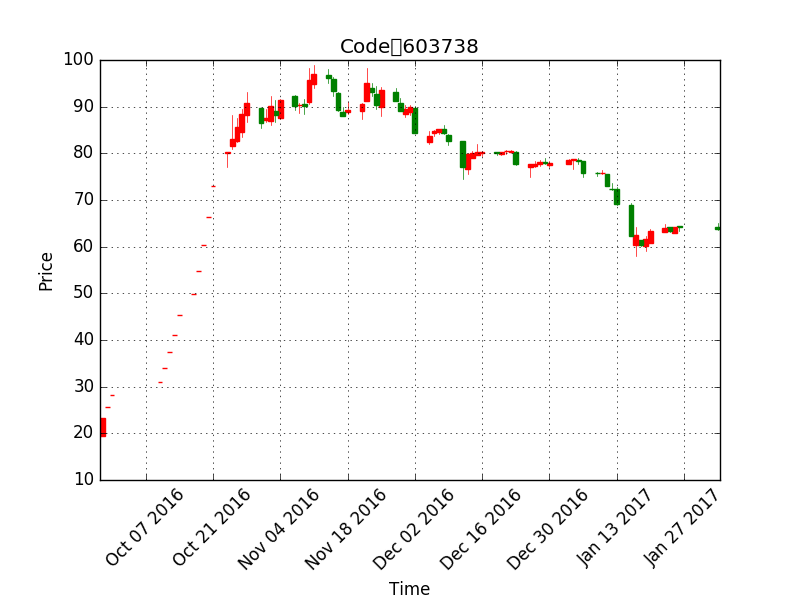 Code▯603738
100
90
80
70
60
50
40
30
20
10
Price
Oct 07 2016
Oct 21 2016
Nov 04 2016
Nov 18 2016
Dec 02 2016
Dec 16 2016
Dec 30 2016
Jan 13 2017
Jan 27 2017
Time